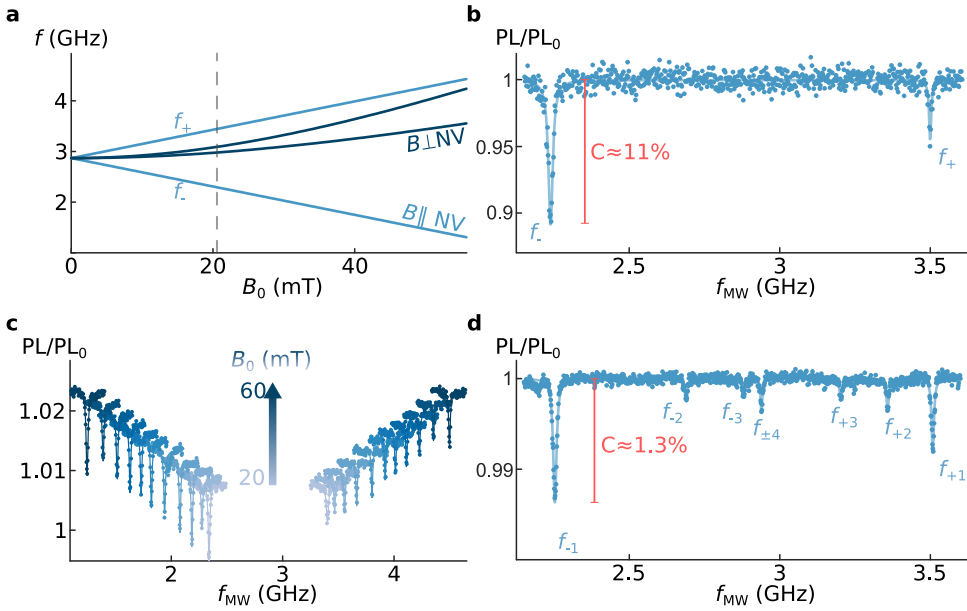 a
f (GHz)
4
3
2
0
20
40
B₀ (mT)
f₊
f₋
B⊥NV
B∥ NV
b
PL/PL₀
1
0.95
0.9
2.5
3
3.5
f_MW (GHz)
C≈11%
f₋
f₊
c
PL/PL₀
1.02
1.01
1
2
3
4
f_MW (GHz)
B₀ (mT)
60
20
d
PL/PL₀
1
0.99
2.5
3
3.5
f_MW (GHz)
C≈1.3%
f₋₁
f₋₂
f₋₃
f±₄
f₊₃
f₊₂
f₊₁